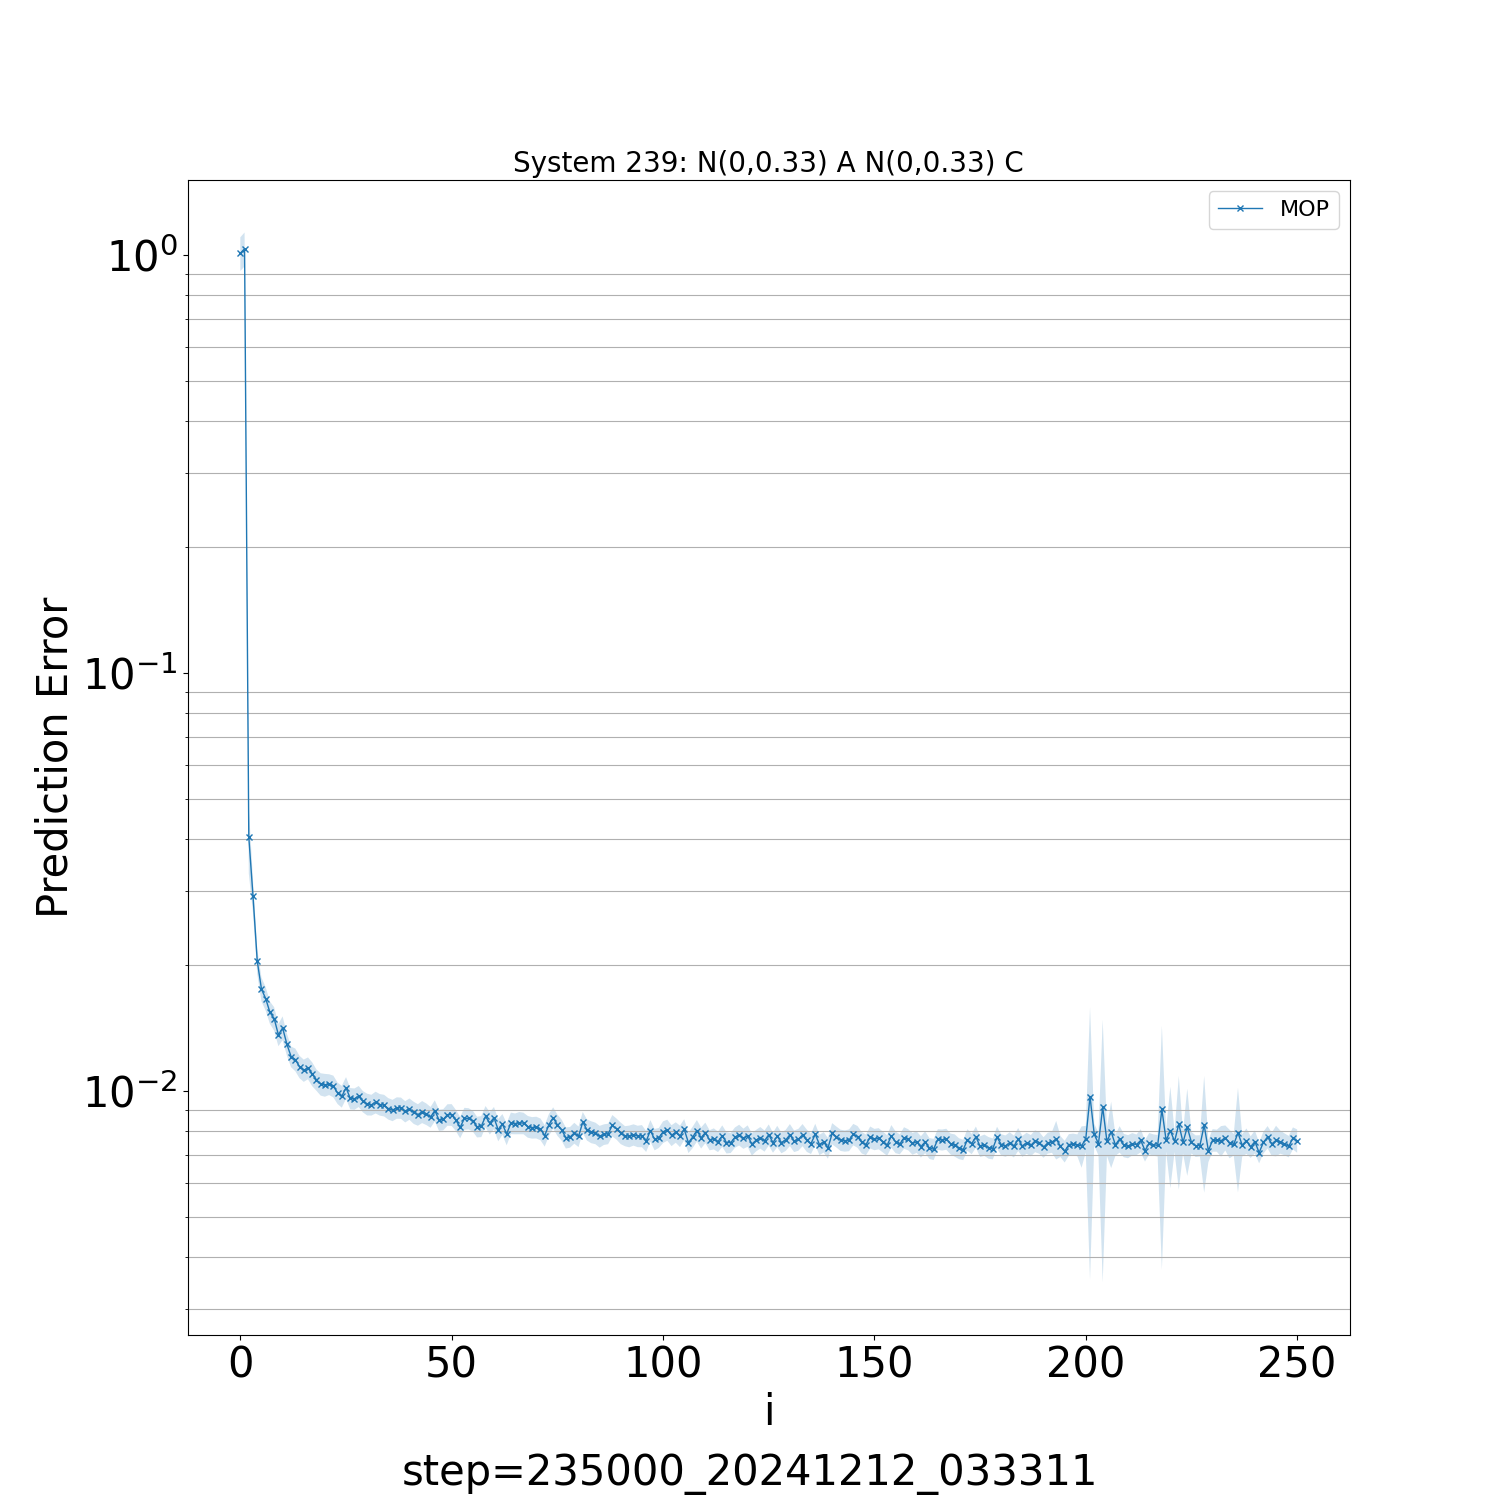 System 239: N(0,0.33) A N(0,0.33) C
MOP
10⁰
10⁻¹
10⁻²
Prediction Error
0 50 100 150 200 250
i
step=235000_20241212_033311